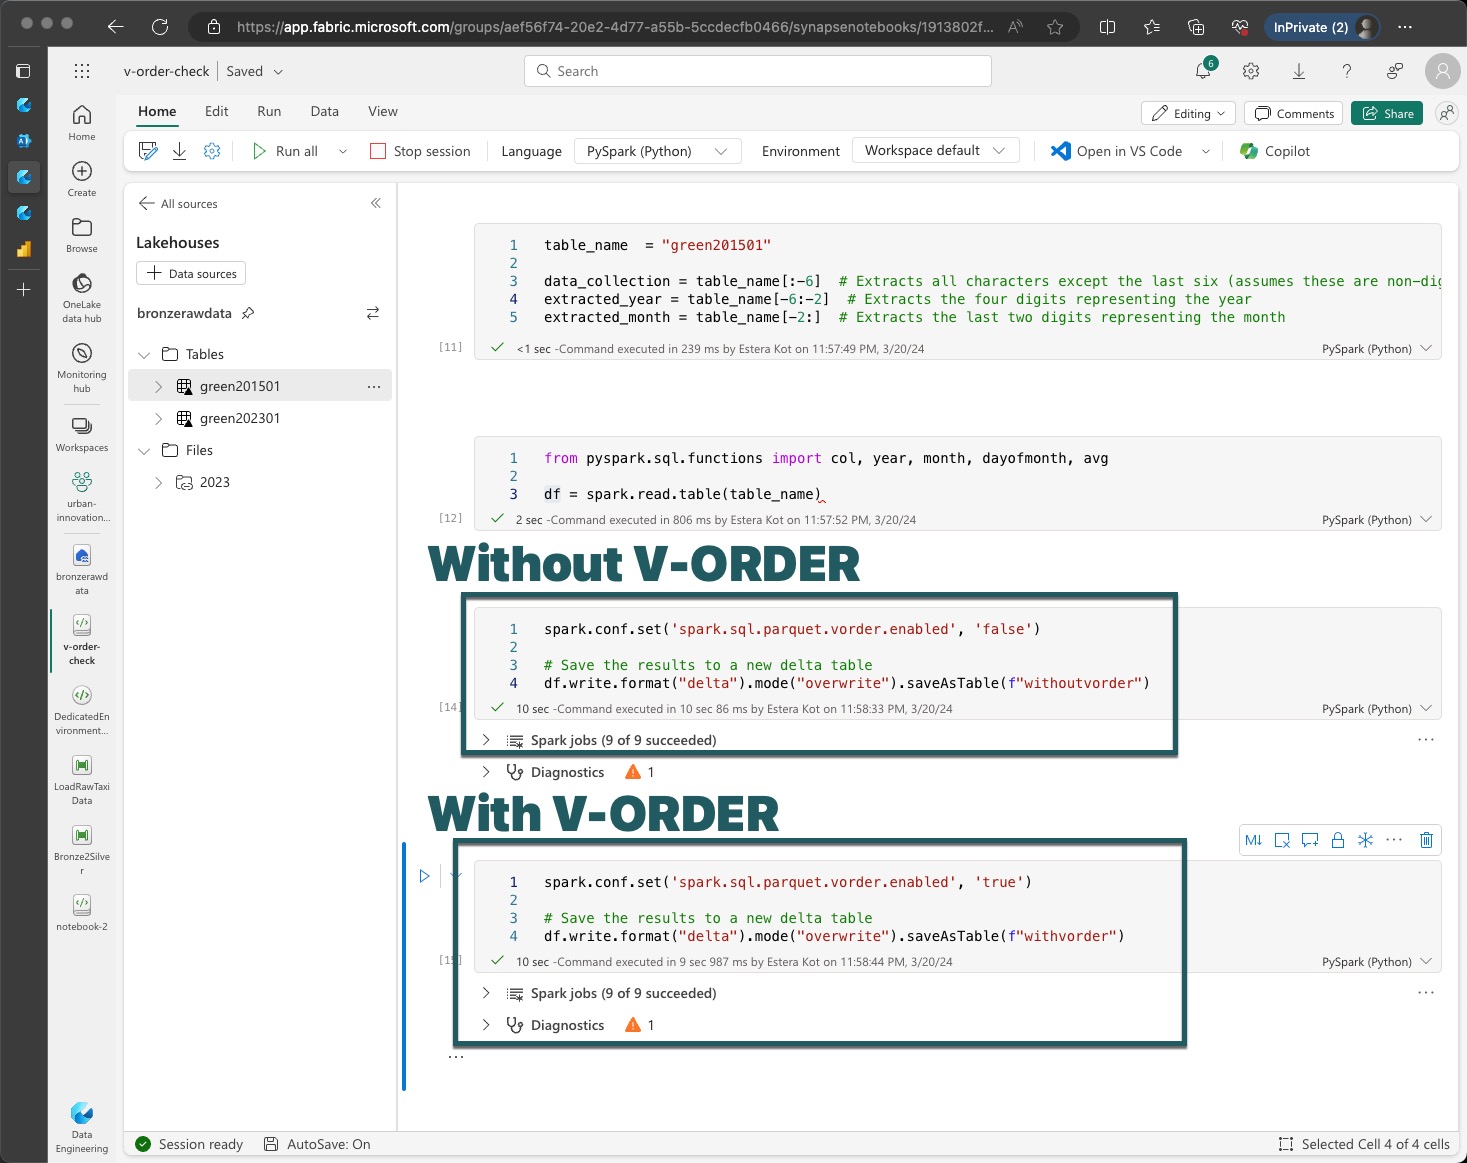 https://app.fabric.microsoft.com/groups/aef56f74-20e2-4d77-a55b-5ccdecfb0466/synapsenotebooks/1913802f...
InPrivate (2)
v-order-check
Saved
Search
6
Home
Edit
Run
Data
View
Editing
Comments
Share
Run all
Stop session
Language
PySpark (Python)
Environment
Workspace default
Open in VS Code
Copilot
Home
Create
Browse
OneLake
data hub
Monitoring
hub
Workspaces
urban-
innovation...
bronzerawd
ata
v-order-
check
DedicatedEn
vironment...
LoadRawTaxi
Data
Bronze2Silve
r
notebook-2
Data
Engineering
All sources
Lakehouses
Data sources
bronzerawdata
Tables
green201501
green202301
Files
2023
1 table_name  = "green201501"
2
3 data_collection = table_name[:-6]  # Extracts all characters except the last six (assumes these are non-dig
4 extracted_year = table_name[-6:-2]  # Extracts the four digits representing the year
5 extracted_month = table_name[-2:]  # Extracts the last two digits representing the month
[11] <1 sec -Command executed in 239 ms by Estera Kot on 11:57:49 PM, 3/20/24 PySpark (Python)
1 from pyspark.sql.functions import col, year, month, dayofmonth, avg
2
3 df = spark.read.table(table_name)
[12] 2 sec -Command executed in 806 ms by Estera Kot on 11:57:52 PM, 3/20/24 PySpark (Python)
Without V-ORDER
1 spark.conf.set('spark.sql.parquet.vorder.enabled', 'false')
2
3 # Save the results to a new delta table
4 df.write.format("delta").mode("overwrite").saveAsTable(f"withoutvorder")
[14] 10 sec -Command executed in 10 sec 86 ms by Estera Kot on 11:58:33 PM, 3/20/24 PySpark (Python)
Spark jobs (9 of 9 succeeded)
Diagnostics 1
With V-ORDER
M↓
1 spark.conf.set('spark.sql.parquet.vorder.enabled', 'true')
2
3 # Save the results to a new delta table
4 df.write.format("delta").mode("overwrite").saveAsTable(f"withvorder")
[15] 10 sec -Command executed in 9 sec 987 ms by Estera Kot on 11:58:44 PM, 3/20/24 PySpark (Python)
Spark jobs (9 of 9 succeeded)
Diagnostics 1
Session ready
AutoSave: On
Selected Cell 4 of 4 cells